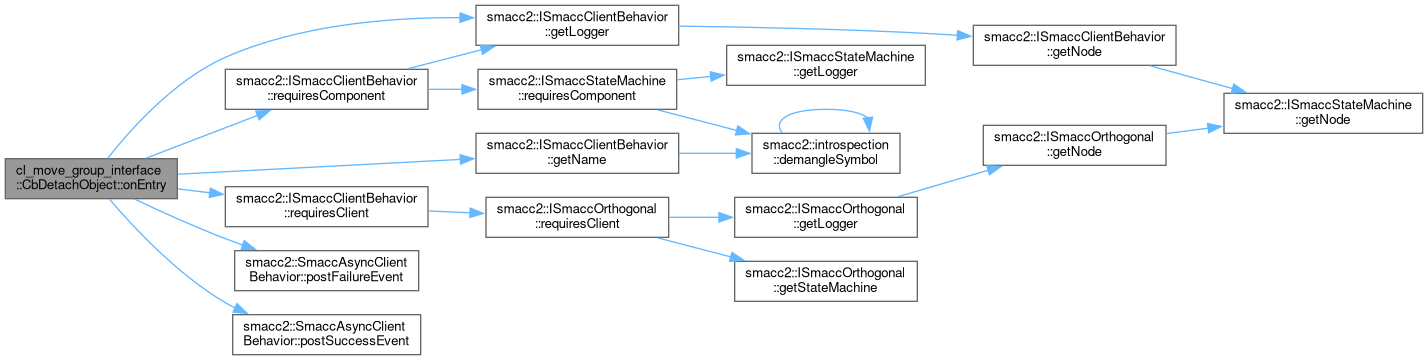 cl_move_group_interface
::CbDetachObject::onEntry
smacc2::ISmaccClientBehavior
::getLogger
smacc2::ISmaccClientBehavior
::getNode
smacc2::ISmaccStateMachine
::getNode
smacc2::ISmaccClientBehavior
::requiresComponent
smacc2::ISmaccStateMachine
::requiresComponent
smacc2::ISmaccStateMachine
::getLogger
smacc2::introspection
::demangleSymbol
smacc2::ISmaccClientBehavior
::getName
smacc2::ISmaccClientBehavior
::requiresClient
smacc2::ISmaccOrthogonal
::requiresClient
smacc2::ISmaccOrthogonal
::getLogger
smacc2::ISmaccOrthogonal
::getNode
smacc2::ISmaccOrthogonal
::getStateMachine
smacc2::SmaccAsyncClient
Behavior::postFailureEvent
smacc2::SmaccAsyncClient
Behavior::postSuccessEvent